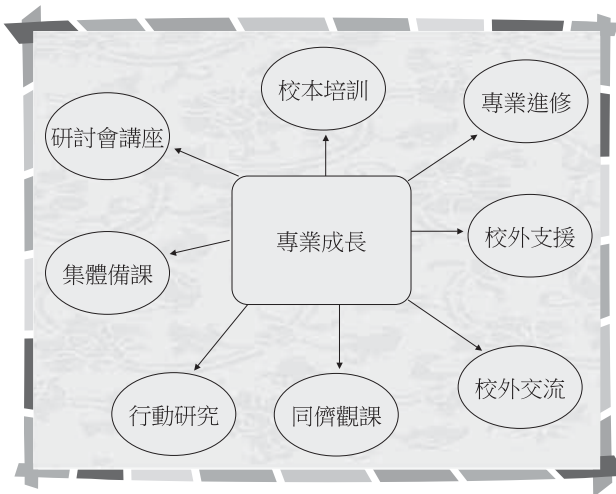 校本培訓
專業進修
研討會講座
專業成長
校外支援
集體備課
校外交流
行動研究
同儕觀課